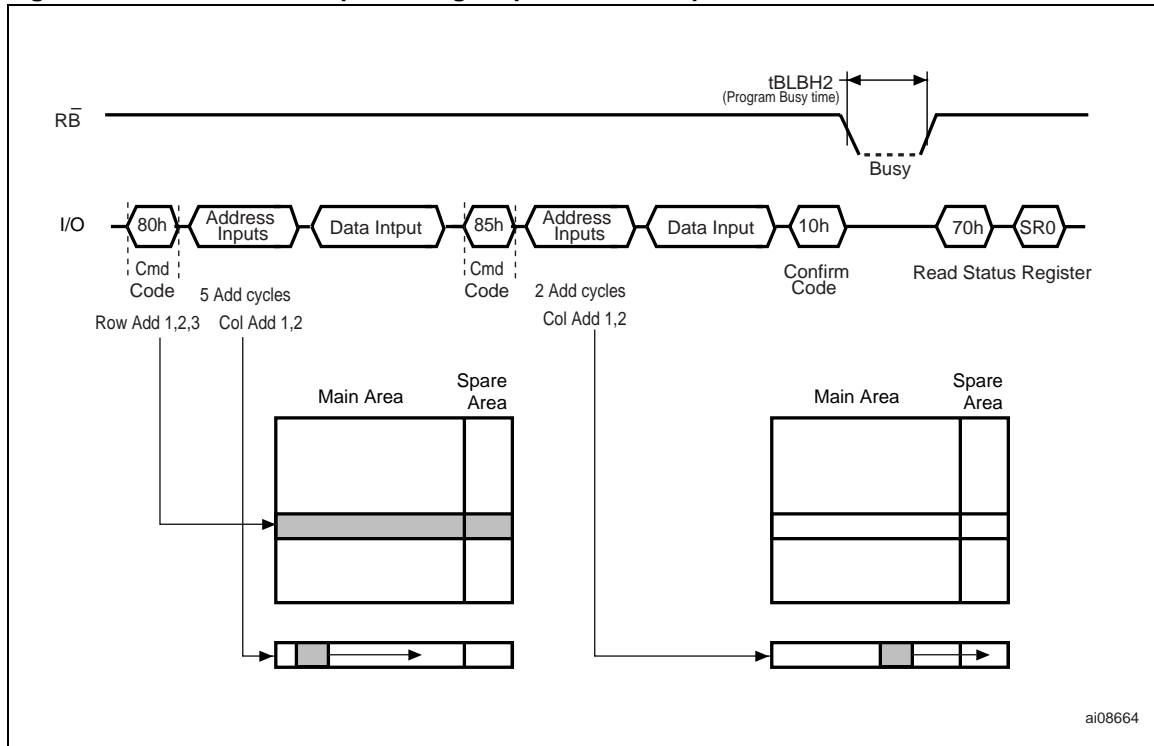 tBLBH2
(Program Busy time)
RB̅
Busy
I/O
80h
Address
Inputs
Data Intput
85h
Address
Inputs
Data Input
10h
70h
SR0
Cmd
Code
5 Add cycles
Row Add 1,2,3
Col Add 1,2
Cmd
Code
2 Add cycles
Col Add 1,2
Confirm
Code
Read Status Register
Main Area
Spare
Area
Main Area
Spare
Area
ai08664